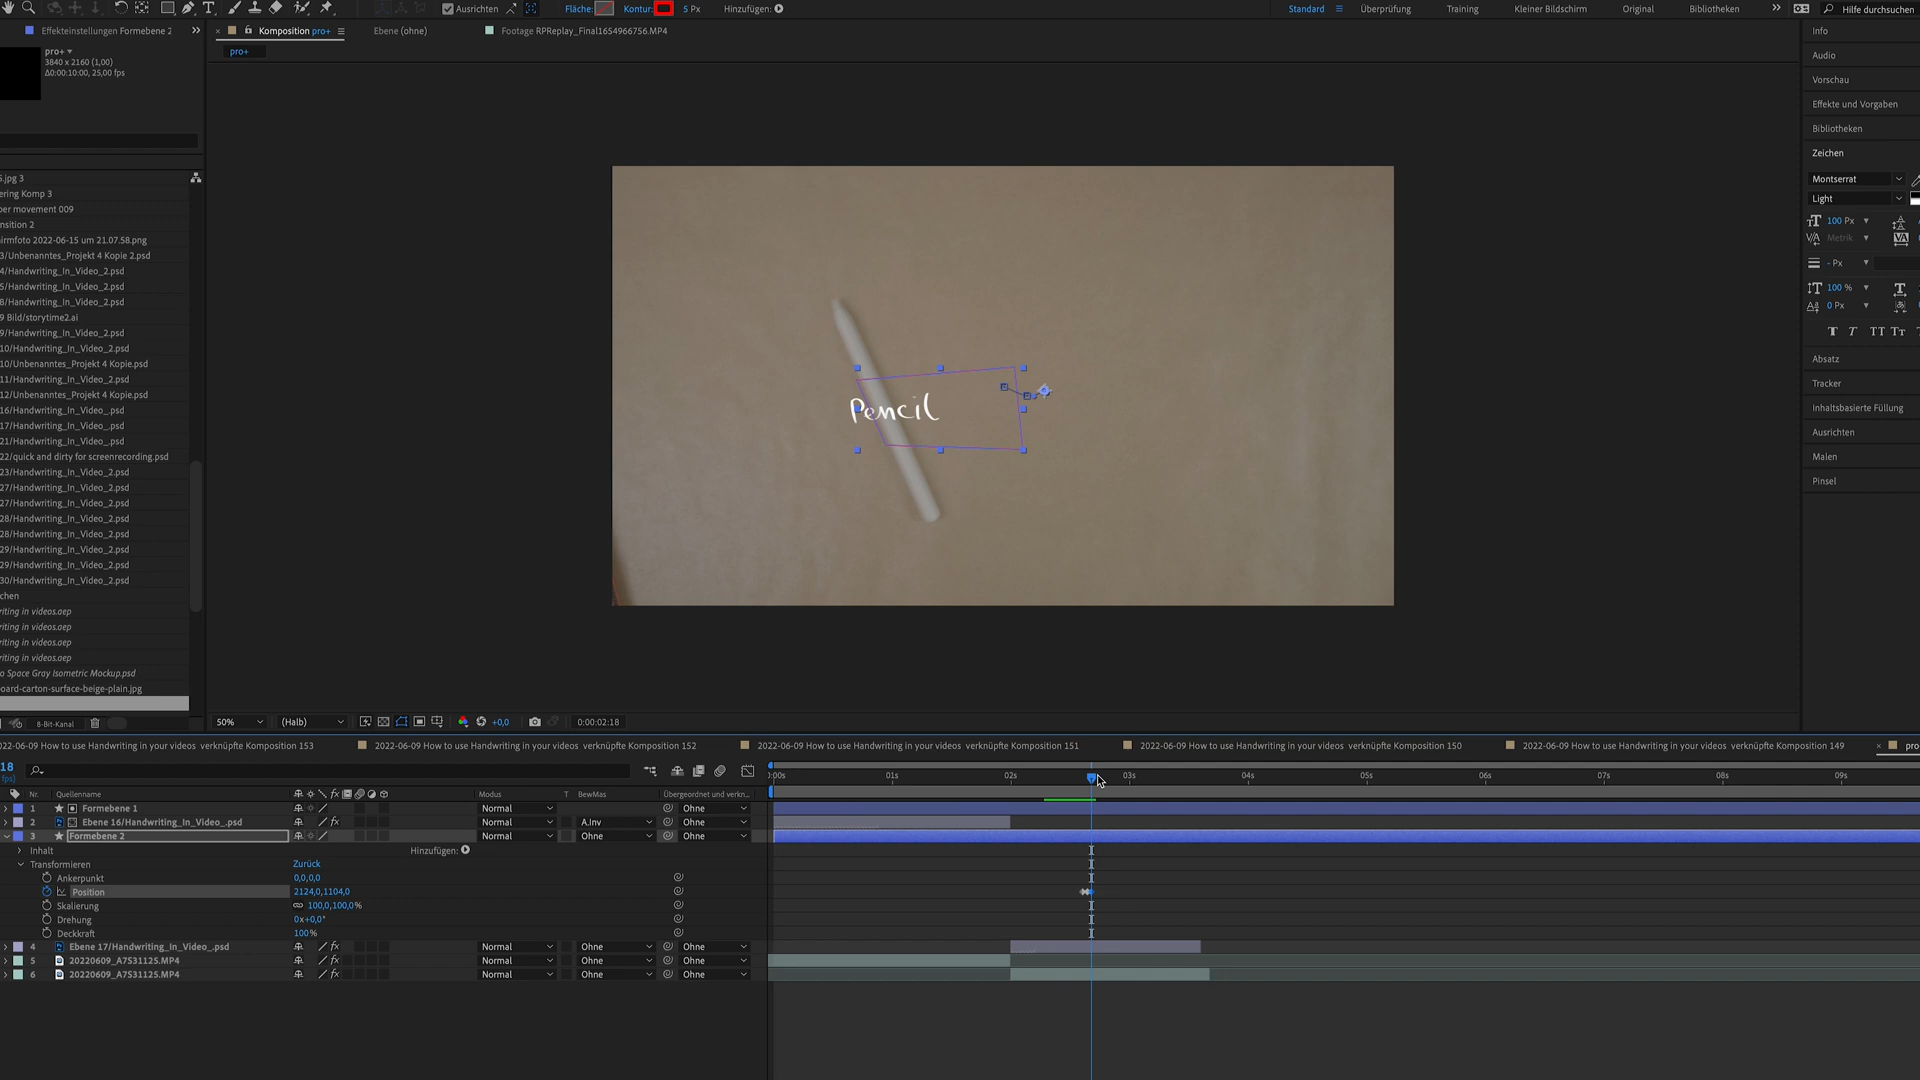 Ausrichten
Fläche:
Kontur:
5 Px
Hinzufügen:
Standard
Überprüfung
Training
Kleiner Bildschirm
Original
Bibliotheken
Hilfe durchsuchen
Effekteinstellungen Formebene 2
Komposition pro+
Ebene (ohne)
Footage RPReplay_Final1654966756.MP4
pro+
3840 x 2160 (1,00)
Δ0:00:10:00, 25,00 fps
pro+
Info
Audio
Vorschau
Effekte und Vorgaben
Bibliotheken
Zeichen
Montserrat
Light
100 Px
Metrik
- Px
100 %
0 Px
Absatz
Tracker
Inhaltsbasierte Füllung
Ausrichten
Malen
Pinsel
.jpg 3
ering Komp 3
per movement 009
nsition 2
irmfoto 2022-06-15 um 21.07.58.png
3/Unbenanntes_Projekt 4 Kopie 2.psd
4/Handwriting_In_Video_2.psd
5/Handwriting_In_Video_2.psd
8/Handwriting_In_Video_2.psd
9 Bild/storytime2.ai
9/Handwriting_In_Video_2.psd
10/Handwriting_In_Video_2.psd
10/Unbenanntes_Projekt 4 Kopie.psd
11/Handwriting_In_Video_2.psd
12/Unbenanntes_Projekt 4 Kopie.psd
16/Handwriting_In_Video_.psd
17/Handwriting_In_Video_.psd
21/Handwriting_In_Video_.psd
22/quick and dirty for screenrecording.psd
23/Handwriting_In_Video_2.psd
27/Handwriting_In_Video_2.psd
27/Handwriting_In_Video_2.psd
28/Handwriting_In_Video_2.psd
28/Handwriting_In_Video_2.psd
29/Handwriting_In_Video_2.psd
29/Handwriting_In_Video_2.psd
30/Handwriting_In_Video_2.psd
chen
riting in videos.aep
riting in videos.aep
riting in videos.aep
riting in videos.aep
o Space Gray Isometric Mockup.psd
oard-carton-surface-beige-plain.jpg
8-Bit-Kanal
Pencil
50%
(Halb)
+0,0
0:00:02:18
22-06-09 How to use Handwriting in your videos verknüpfte Komposition 153
2022-06-09 How to use Handwriting in your videos verknüpfte Komposition 152
2022-06-09 How to use Handwriting in your videos verknüpfte Komposition 151
2022-06-09 How to use Handwriting in your videos verknüpfte Komposition 150
2022-06-09 How to use Handwriting in your videos verknüpfte Komposition 149
pro
18
fps)
:00s
01s
02s
03s
04s
05s
06s
07s
08s
09s
Nr.
Quellenname
Modus
T
BewMas
Übergeordnet und verkn...
1 Formebene 1 Normal Ohne
2 Ebene 16/Handwriting_In_Video_.psd Normal A.Inv Ohne
3 Formebene 2 Normal Ohne Ohne
Inhalt Hinzufügen:
Transformieren Zurück
Ankerpunkt 0,0,0,0
Position 2124,0,1104,0
Skalierung 100,0,100,0%
Drehung 0x+0,0°
Deckkraft 100%
4 Ebene 17/Handwriting_In_Video_.psd Normal Ohne Ohne
5 20220609_A7S31125.MP4 Normal Ohne Ohne
6 20220609_A7S31125.MP4 Normal Ohne Ohne